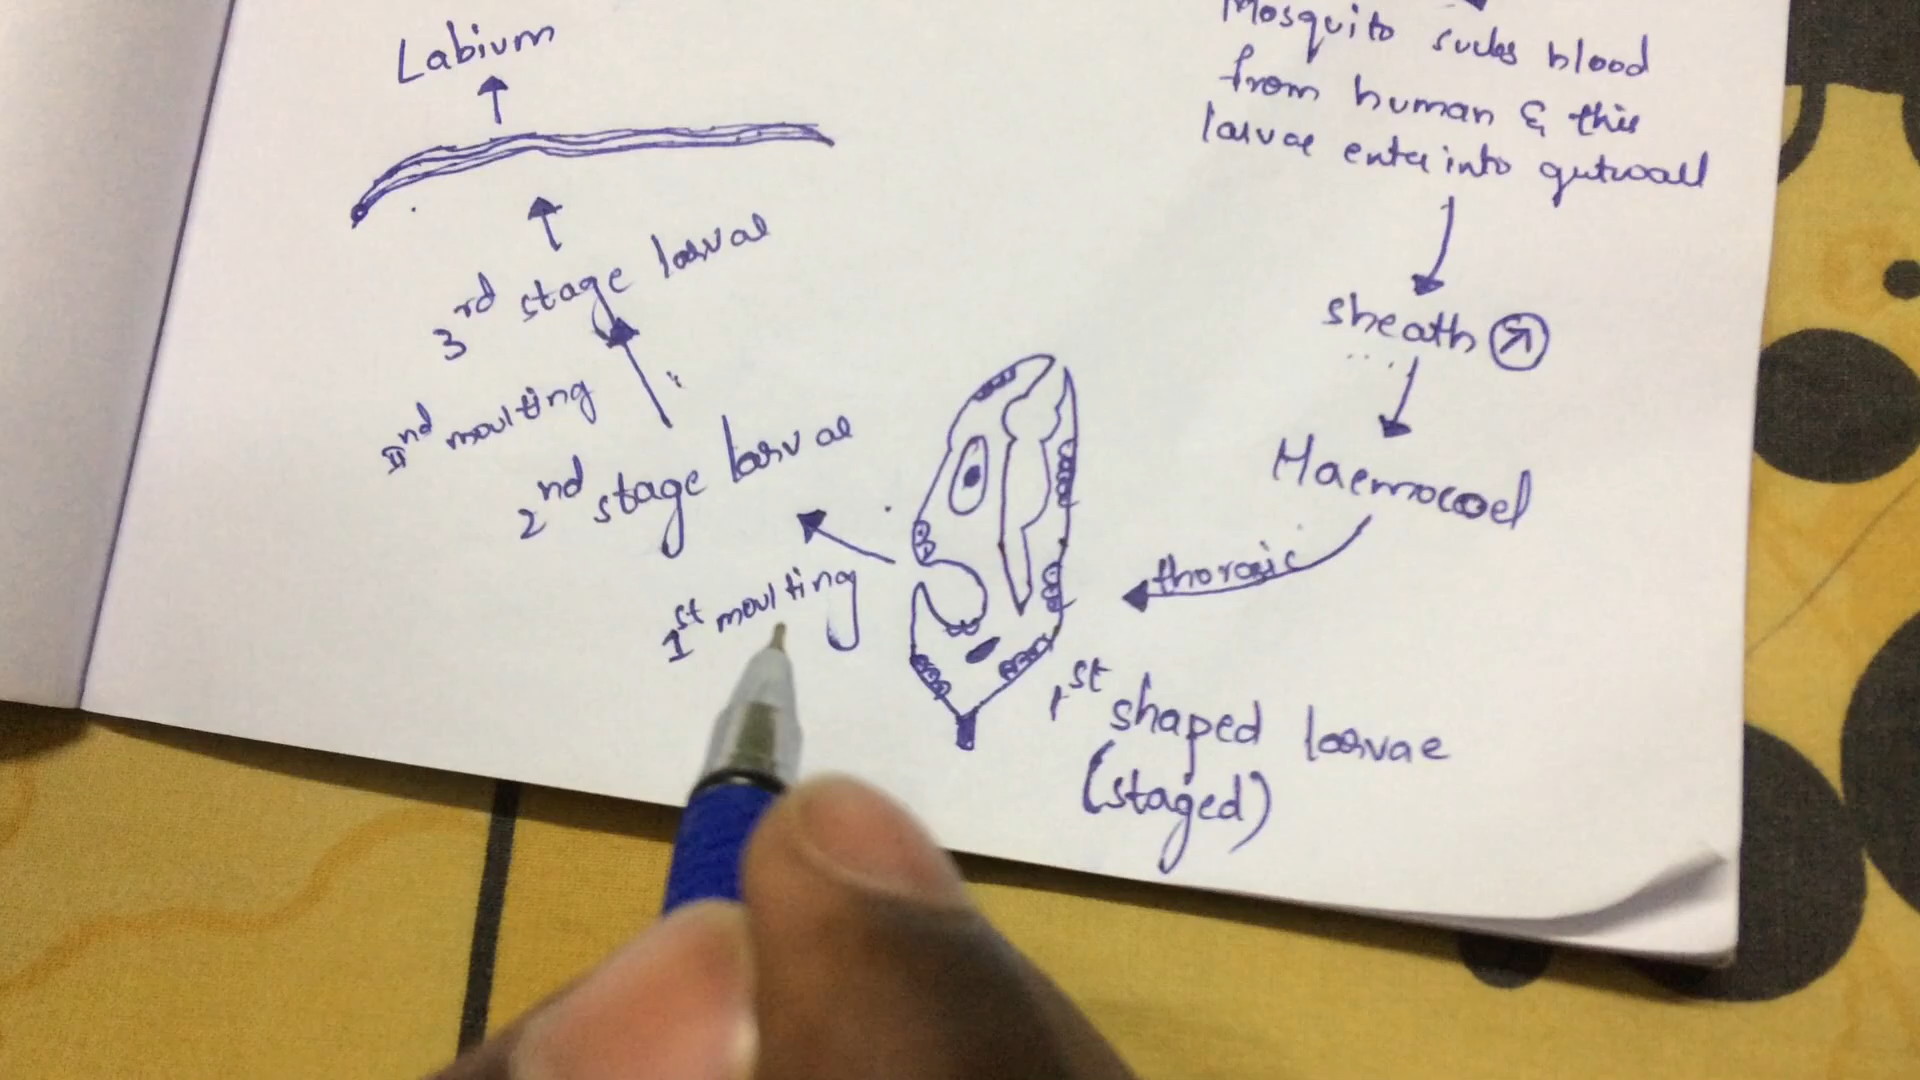 Mosquito sucks blood
from human & this
larvae enter into gutwall
sheath
Haemocoel
thoraxic
1st shaped larvae
(staged)
1st moulting
2nd stage larvae
IInd moulting
3rd stage larvae
Labium